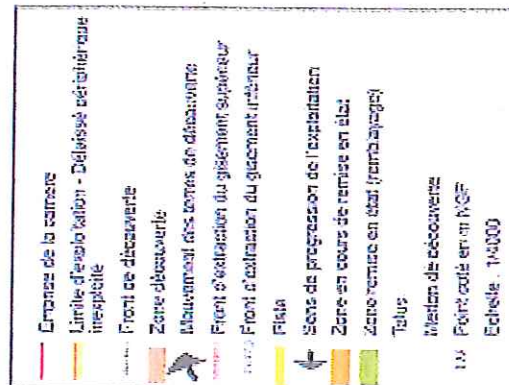 Emprise de la carrière
Limite d'exploitation - Délaissé périphérique
inexploité
Front de découverte
Zone découverte
Mouvement des terres de découverte
Front d'extraction du gisement supérieur
Front d'extraction du gisement inférieur
Piste
Sens de progression de l'exploitation
Zone en cours de remise en état
Zone remise en état (remblayage)
Talus
de découverte
Point coté en m NGF
Echelle : 1/4000